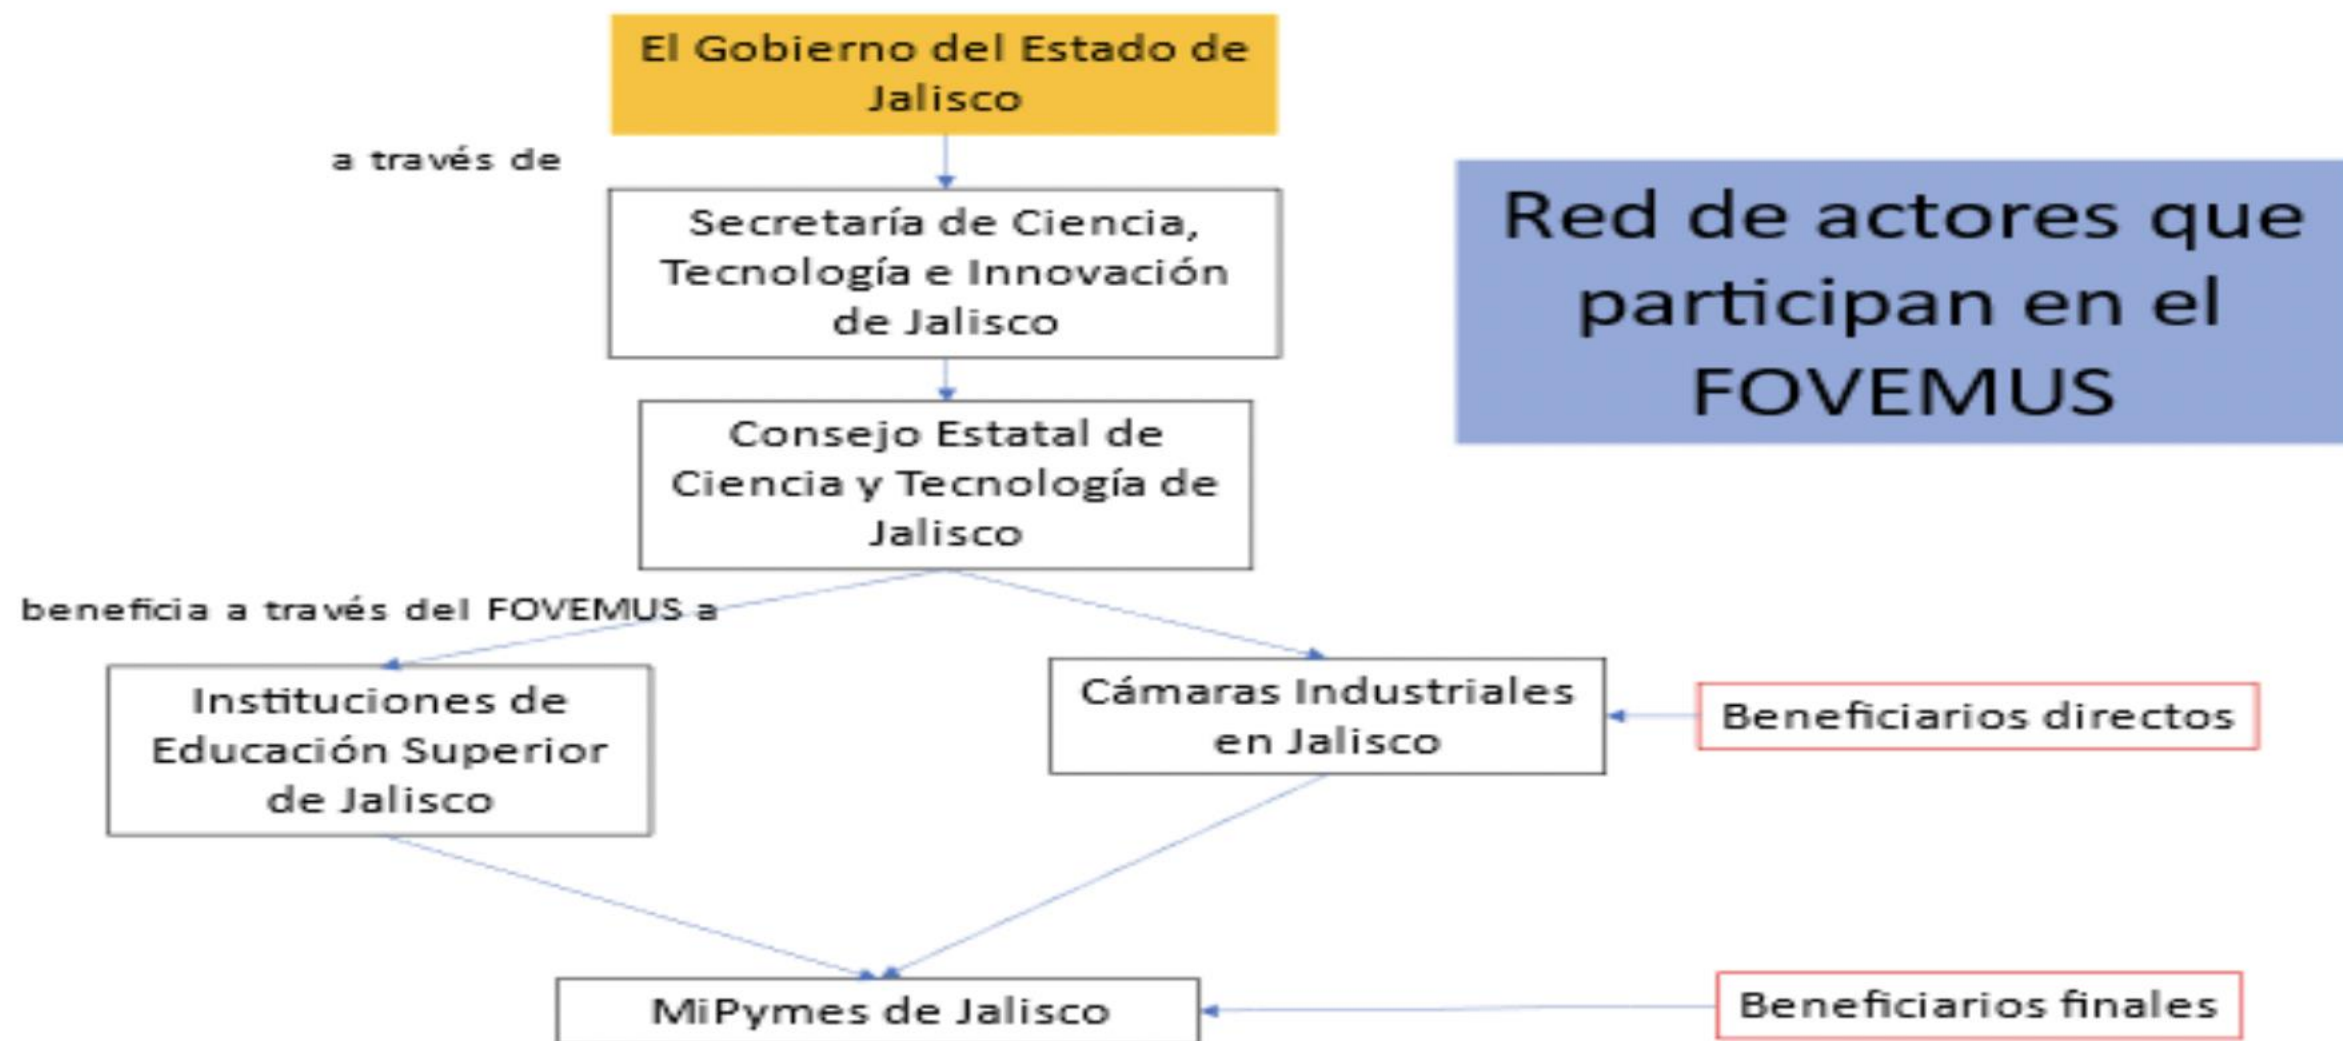 El Gobierno del Estado de
Jalisco
a través de
Secretaría de Ciencia,
Tecnología e Innovación
de Jalisco
Red de actores que
participan en el
FOVEMUS
Consejo Estatal de
Ciencia y Tecnología de
Jalisco
beneficia a través del FOVEMUS a
Instituciones de
Educación Superior
de Jalisco
Cámaras Industriales
en Jalisco
Beneficiarios directos
MiPymes de Jalisco
Beneficiarios finales